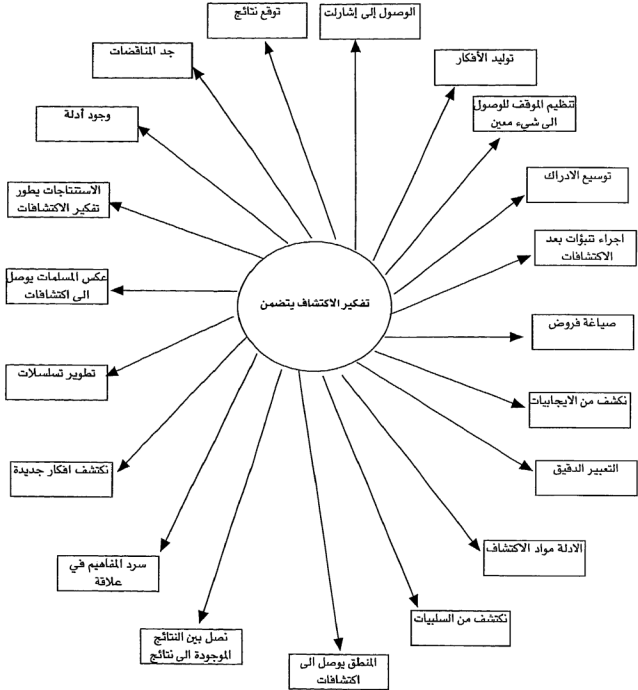 تفكير الاكتشاف يتضمن
الوصول إلى إشارلت
توليد الأفكار
تنظيم الموقف للوصول
الى شيء معين
توسيع الادراك
اجراء تنبؤات بعد
الاكتشافات
صياغة فروض
نكشف من الايجابيات
التعبير الدقيق
الادلة مواد الاكتشاف
نكتشف من السلبيات
المنطق يوصل الى
اكتشافات
نصل بين النتائج
الموجودة الى نتائج
سرد المفاهيم في
علاقة
نكتشف افكار جديدة
تطوير تسلسلات
عكس المسلمات يوصل
الى اكتشافات
الاستنتاجات يطور
تفكير الاكتشافات
وجود أدلة
جد المناقضات
توقع نتائج